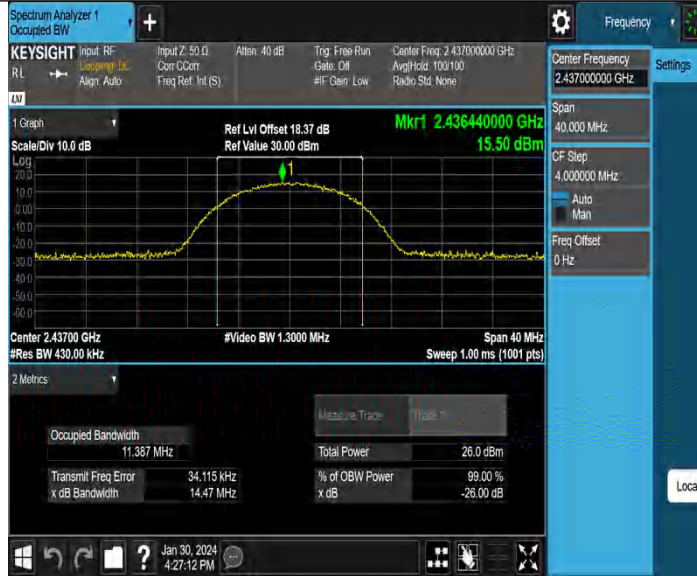 Spectrum Analyzer 1
Occupied BW
+
Frequency
KEYSIGHT
RL
Input: RF
Coupling: DC
Align: Auto
Input Z: 50 Ω
Corr CCorr
Freq Ref: Int (S)
Atten: 40 dB
Trig: Free Run
Gate: Off
#IF Gain: Low
Center Freq: 2.437000000 GHz
Avg|Hold: 100/100
Radio Std: None
Center Frequency
2.437000000 GHz
Settings
Span
40.000 MHz
CF Step
4.000000 MHz
Auto
Man
Freq Offset
0 Hz
1 Graph
Scale/Div 10.0 dB
Ref Lvl Offset 18.37 dB
Ref Value 30.00 dBm
Mkr1 2.436440000 GHz
15.50 dBm
Log
20.0
10.0
0.00
-10.0
-20.0
-30.0
-40.0
-50.0
-60.0
1
Center 2.43700 GHz
#Res BW 430.00 kHz
#Video BW 1.3000 MHz
Span 40 MHz
Sweep 1.00 ms (1001 pts)
2 Metrics
Measure Trace
Trace 1
Occupied Bandwidth
11.387 MHz
Total Power 26.0 dBm
Transmit Freq Error 34.115 kHz
% of OBW Power 99.00 %
x dB Bandwidth 14.47 MHz
x dB -26.00 dB
Loca
?
Jan 30, 2024
4:27:12 PM